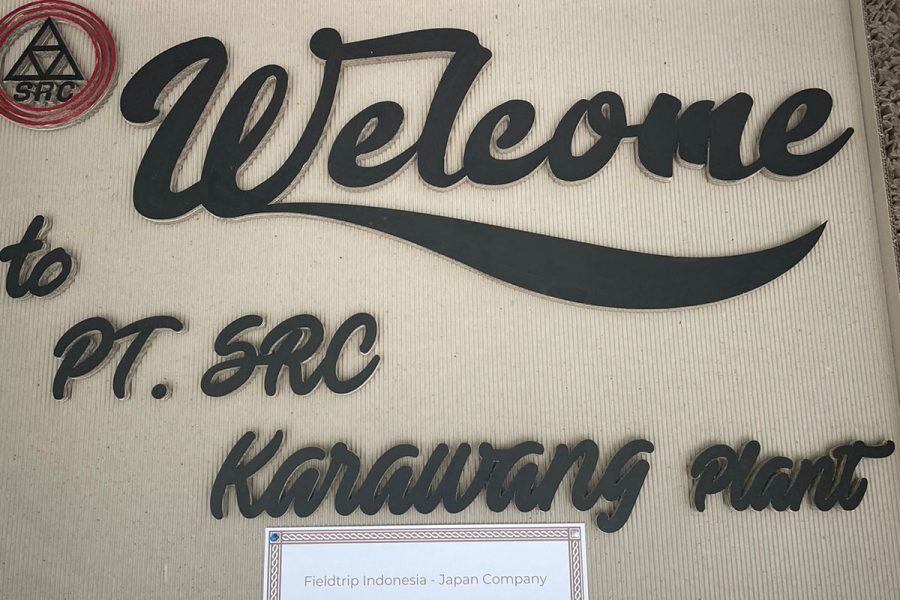 SRC
Welcome
to
PT. SRC
Karawang Plant
Fieldtrip Indonesia - Japan Company